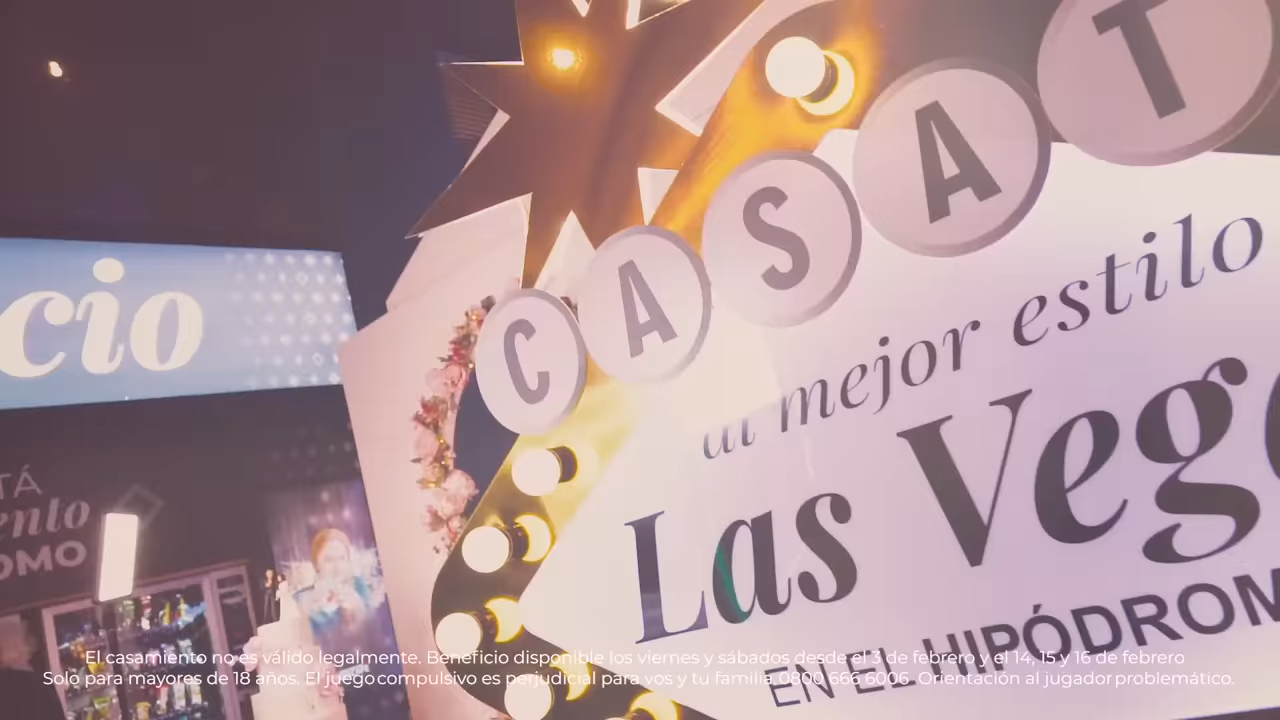 CASAT
al mejor estilo
Las Veg
EN EL HIPÓDROM
cio
TÁ
ento
OMO
El casamiento no es válido legalmente. Beneficio disponible los viernes y sábados desde el 3 de febrero y el 14, 15 y 16 de febrero
Solo para mayores de 18 años. El juego compulsivo es perjudicial para vos y tu familia 0800 666 6006 Orientación al jugador problemático.